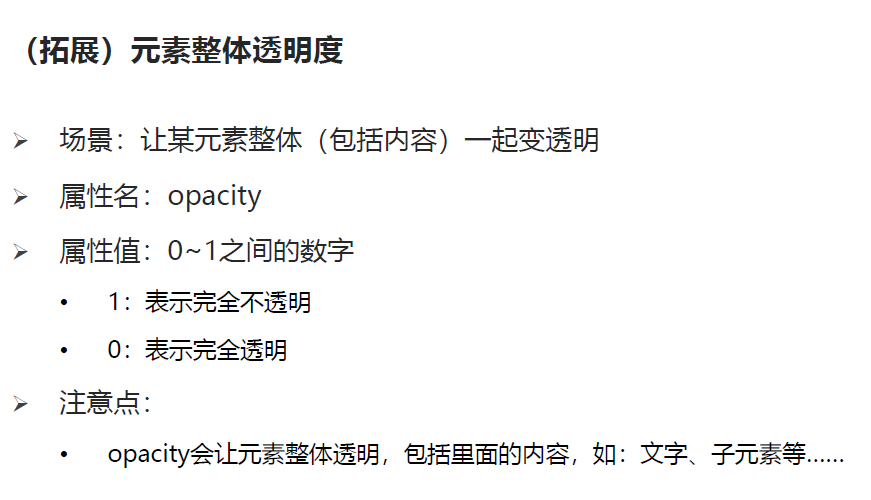 （拓展）元素整体透明度
➢ 场景：让某元素整体（包括内容）一起变透明
➢ 属性名：opacity
➢ 属性值：0~1之间的数字
• 1：表示完全不透明
• 0：表示完全透明
➢ 注意点：
• opacity会让元素整体透明，包括里面的内容，如：文字、子元素等……